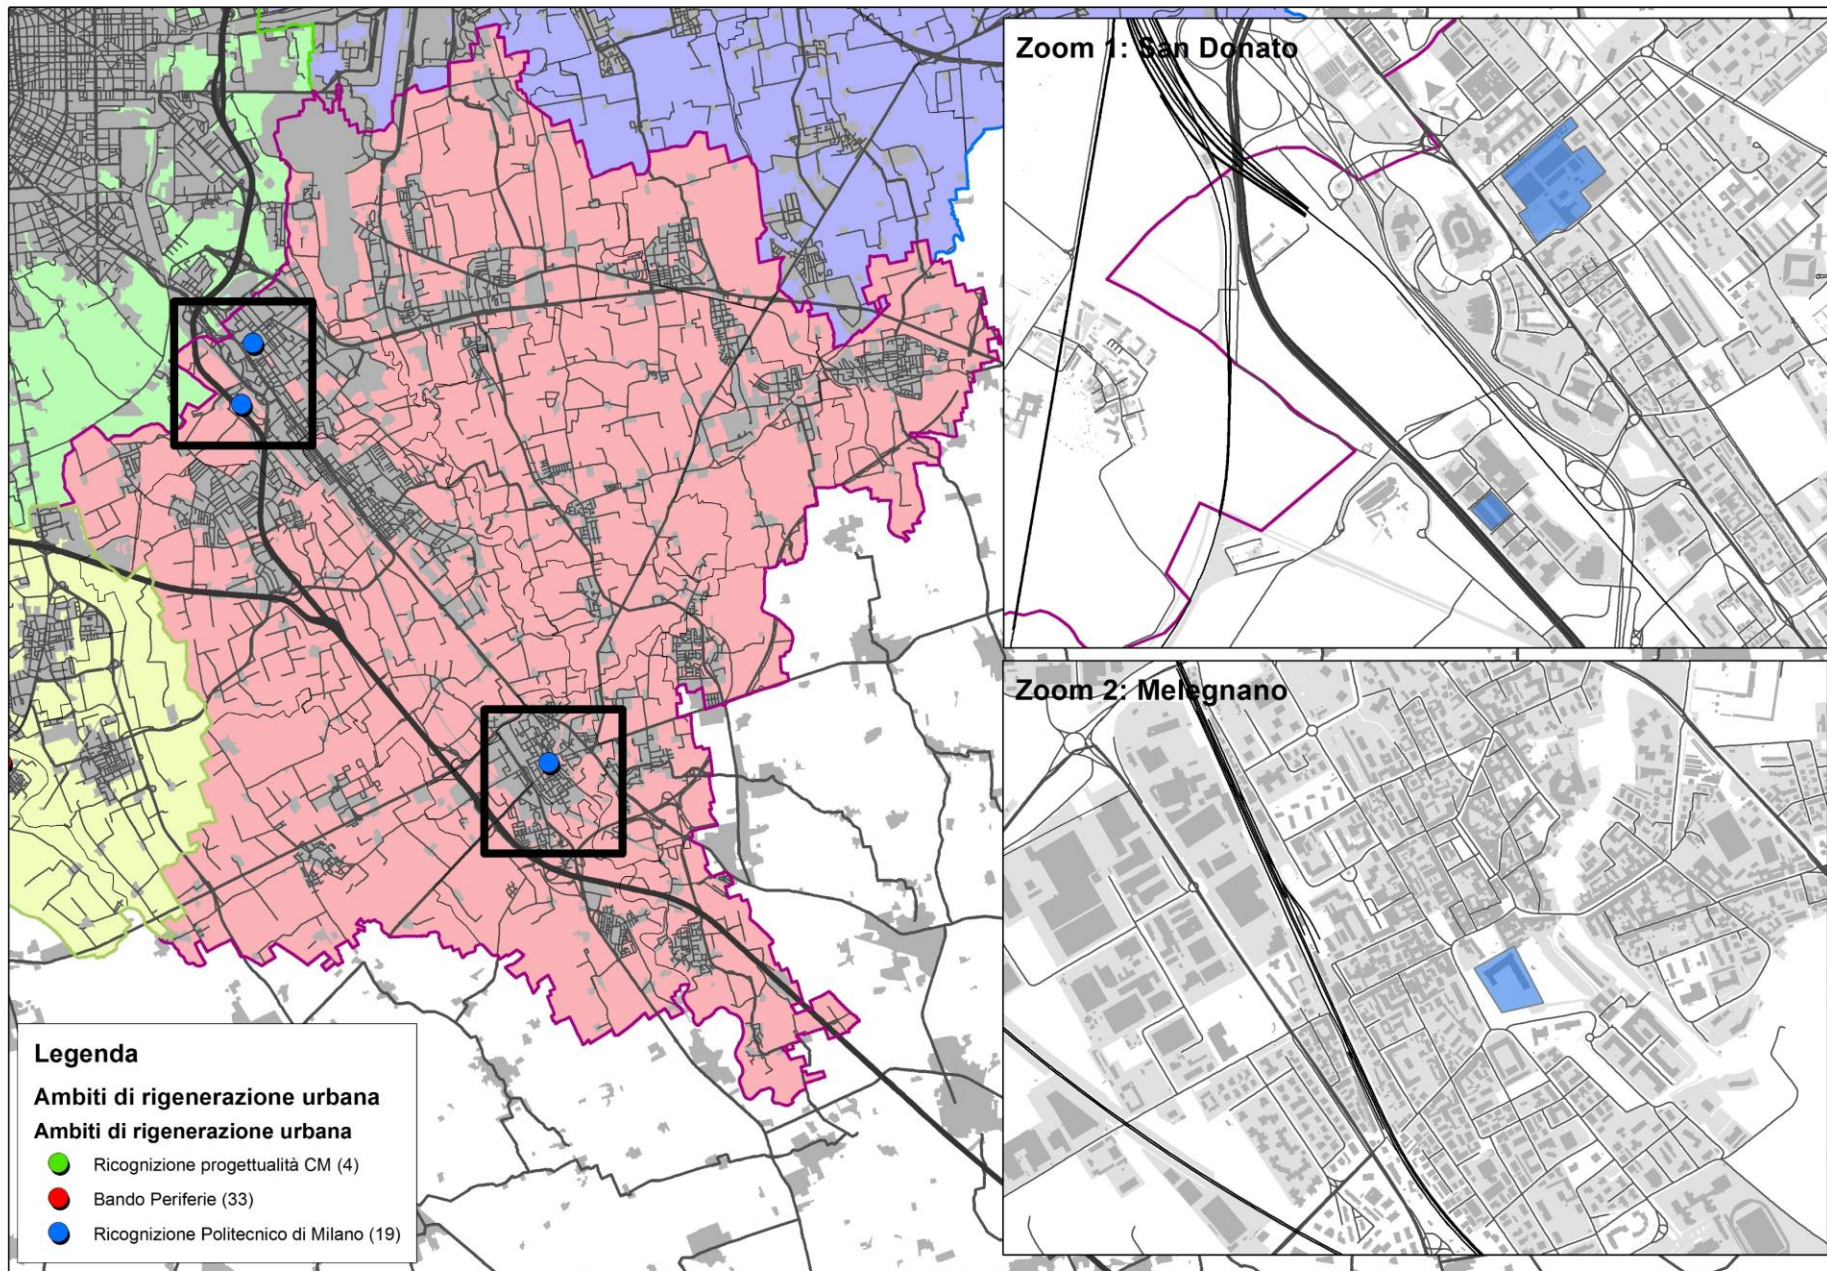 Zoom 1: San Donato
Zoom 2: Melegnano
Legenda
Ambiti di rigenerazione urbana
Ambiti di rigenerazione urbana
Ricognizione progettualità CM (4)
Bando Periferie (33)
Ricognizione Politecnico di Milano (19)